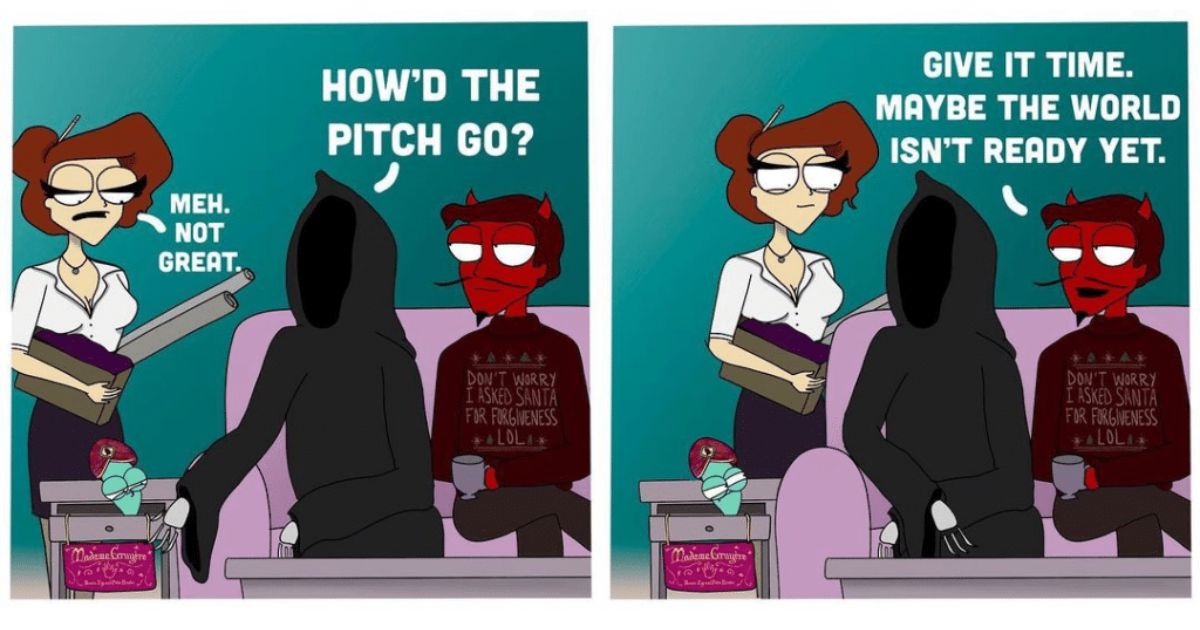 HOW'D THE
PITCH GO?
MEH.
NOT
GREAT.
DON'T WORRY
I ASKED SANTA
FOR FORGIVENESS
LOL
Madame Gruyère
GIVE IT TIME.
MAYBE THE WORLD
ISN'T READY YET.
DON'T WORRY
I ASKED SANTA
FOR FORGIVENESS
LOL
Madame Gruyère